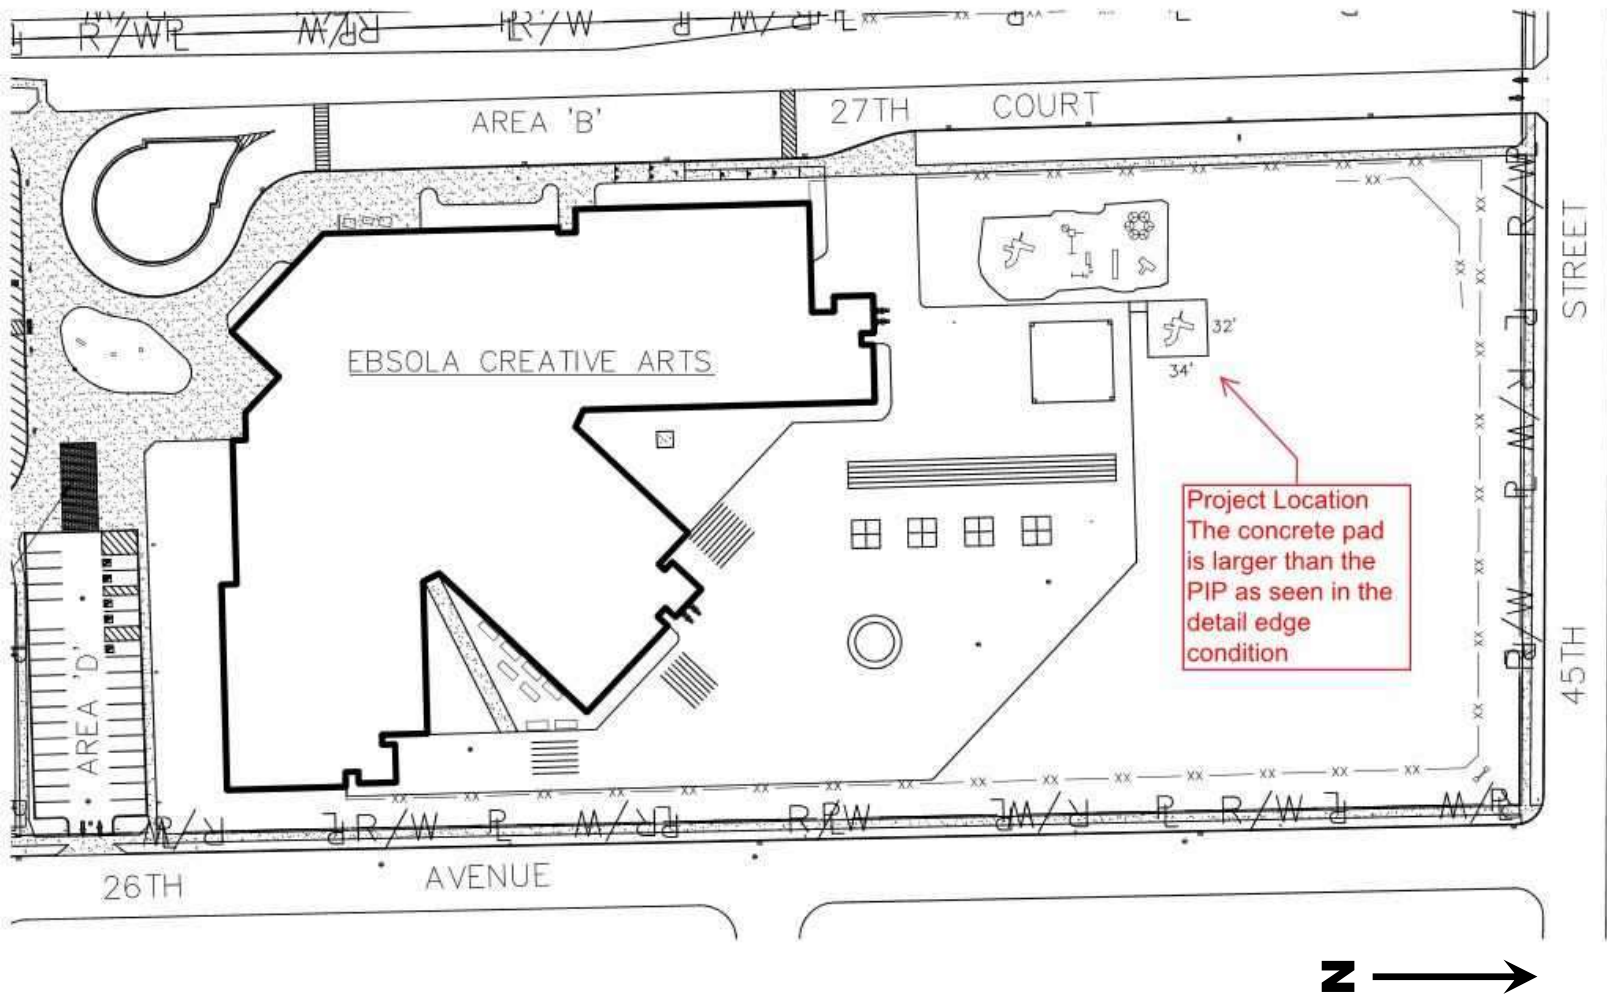 R/W
R/W
AREA 'B'
27TH COURT
STREET
EBSOLA CREATIVE ARTS
32'
34'
Project Location
The concrete pad
is larger than the
PIP as seen in the
detail edge
condition
AREA 'D'
45TH
R/W
R/W
R/W
R/W
R/W
R/W
R/W
26TH AVENUE
N